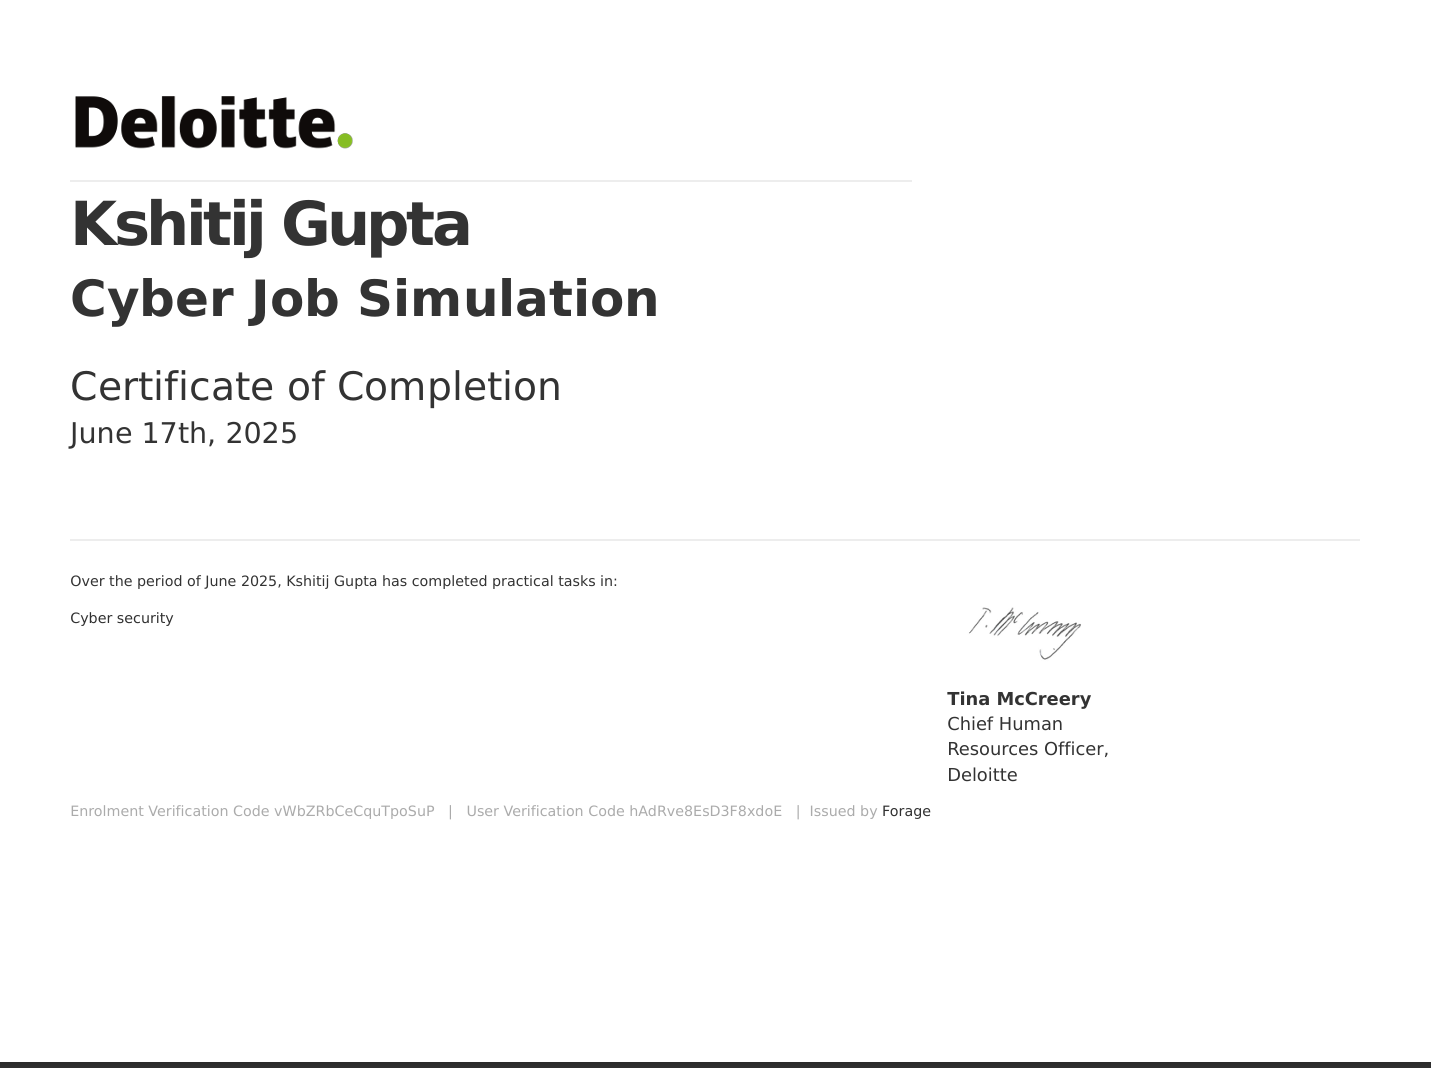 Deloitte.
Kshitij Gupta
Cyber Job Simulation
Certificate of Completion
June 17th, 2025
Over the period of June 2025, Kshitij Gupta has completed practical tasks in:
Cyber security
T. McCreery
Tina McCreery
Chief Human
Resources Officer,
Deloitte
Enrolment Verification Code vWbZRbCeCquTpoSuP | User Verification Code hAdRve8EsD3F8xdoE | Issued by Forage